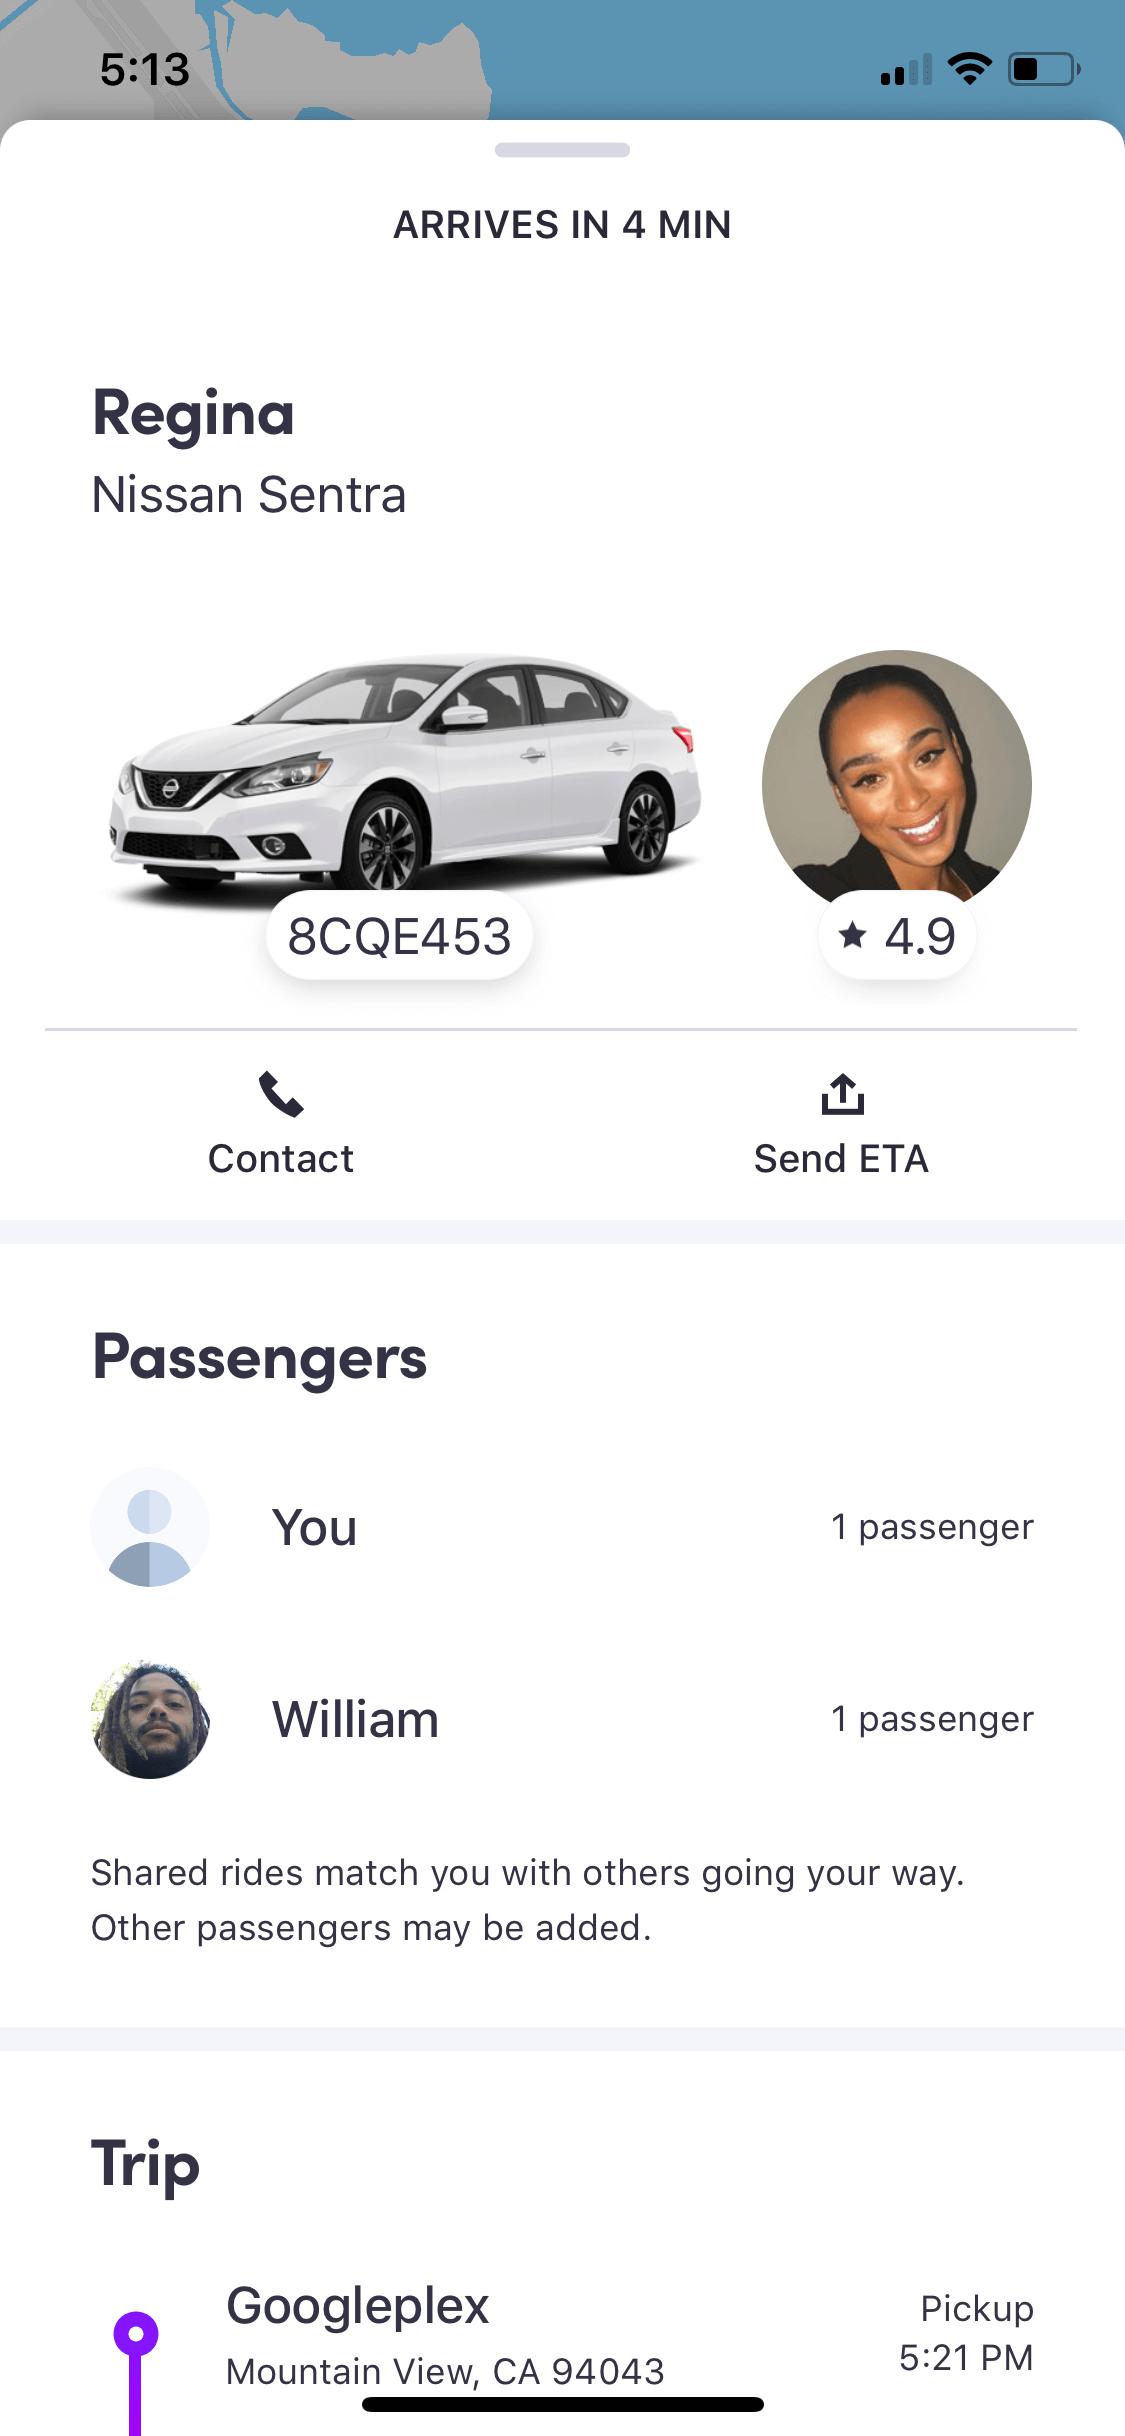 5:13
ARRIVES IN 4 MIN
Regina
Nissan Sentra
8CQE453
4.9
Contact
Send ETA
Passengers
You
1 passenger
William
1 passenger
Shared rides match you with others going your way.
Other passengers may be added.
Trip
Googleplex
Pickup
Mountain View, CA 94043
5:21 PM